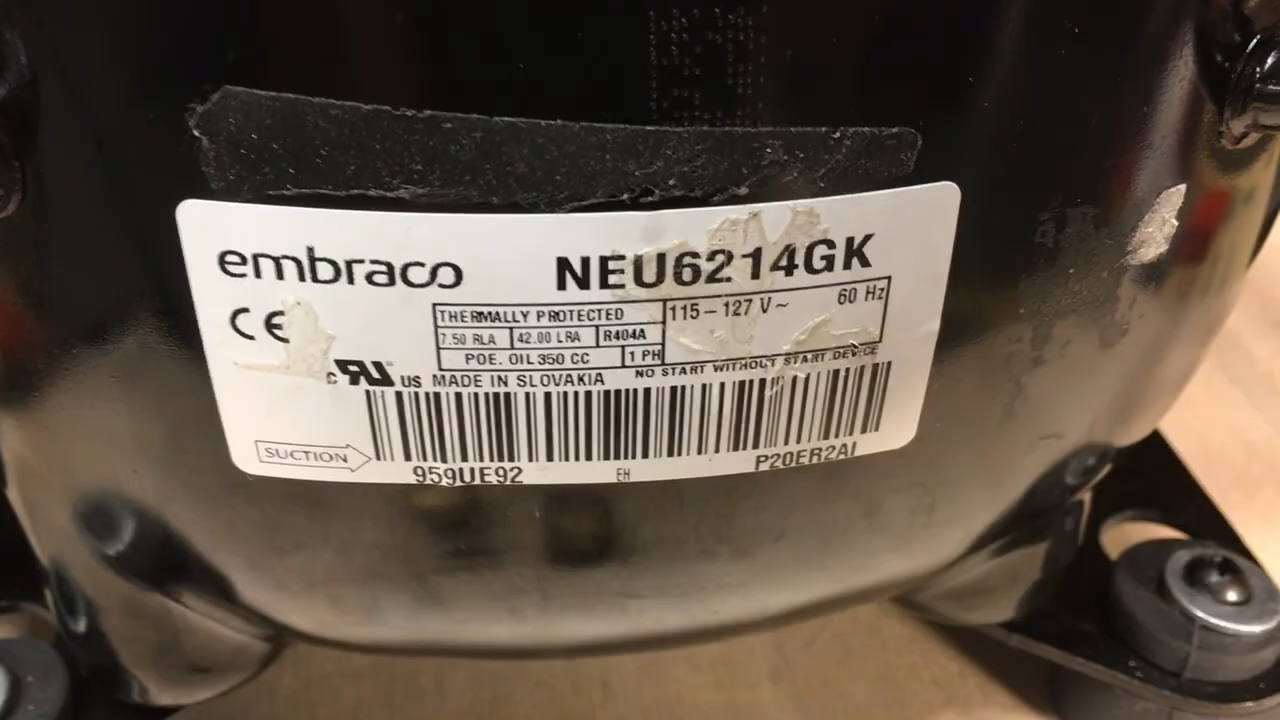 embraco NEU6214GK
CE
THERMALLY PROTECTED 115-127 V~ 60 Hz
7.50 RLA 42.00 LRA R404A
POE. OIL 350 CC 1 PH
NO START WITHOUT START.DEVICE
c RU US MADE IN SLOVAKIA
SUCTION
959UE92 EH P20ER2AI